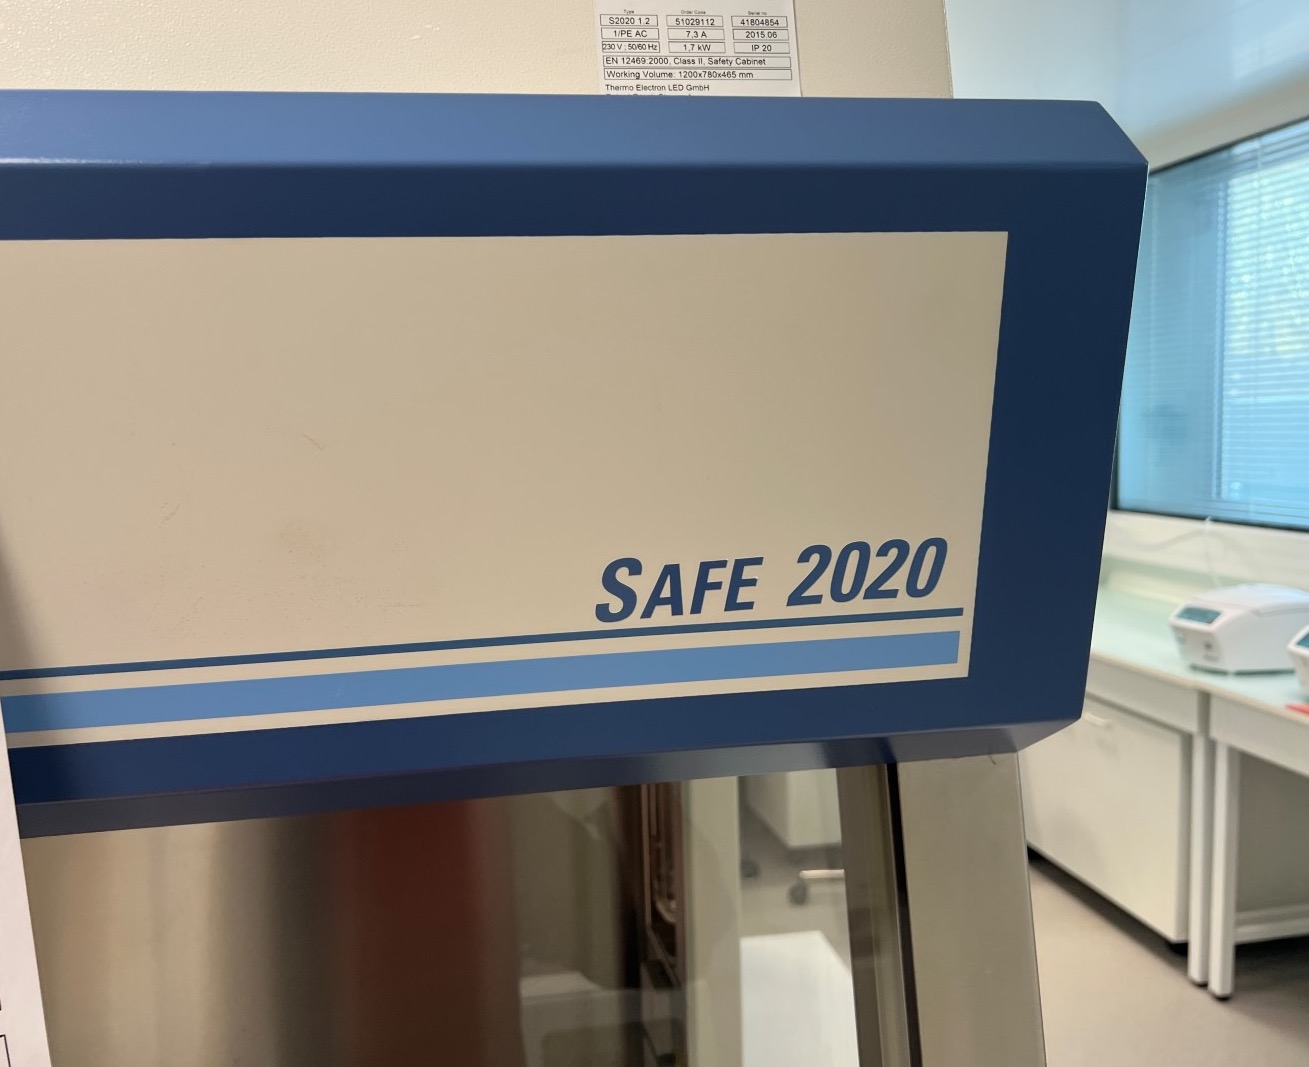 Type Order Code Serial no
S2020 1.2 51029112 41804854
1/PE AC 7,3 A 2015.06
230 V ; 50/60 Hz 1,7 kW IP 20
EN 12469:2000, Class II, Safety Cabinet
Working Volume: 1200x780x465 mm
Thermo Electron LED GmbH
SAFE 2020